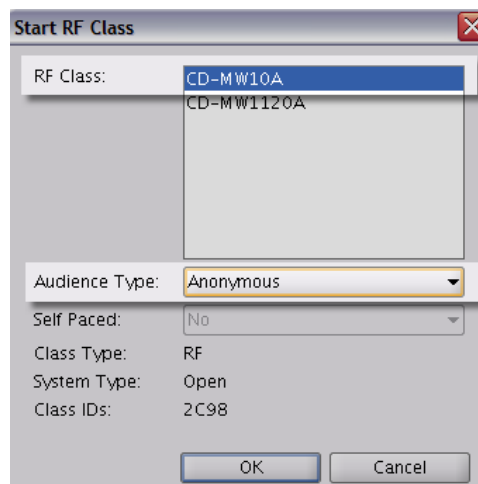 Start RF Class
RF Class: CD-MW10A
CD-MW1120A
Audience Type: Anonymous
Self Paced: No
Class Type: RF
System Type: Open
Class IDs: 2C98
OK Cancel